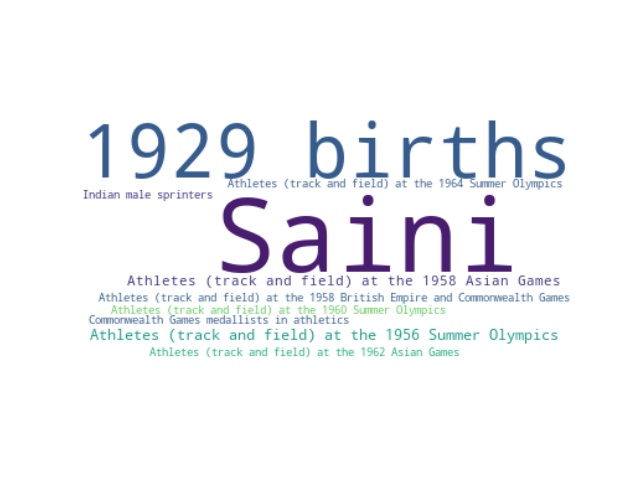 1929 births
Athletes (track and field) at the 1964 Summer Olympics
Indian male sprinters
Saini
Athletes (track and field) at the 1958 Asian Games
Athletes (track and field) at the 1958 British Empire and Commonwealth Games
Athletes (track and field) at the 1960 Summer Olympics
Commonwealth Games medallists in athletics
Athletes (track and field) at the 1956 Summer Olympics
Athletes (track and field) at the 1962 Asian Games